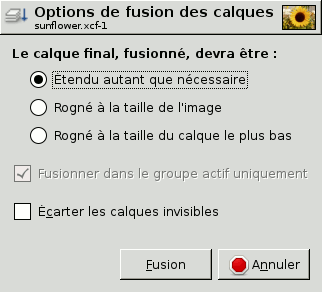 Options de fusion des calques
sunflower.xcf-1
Le calque final, fusionné, devra être :
Étendu autant que nécessaire
Rogné à la taille de l'image
Rogné à la taille du calque le plus bas
Fusionner dans le groupe actif uniquement
Écarter les calques invisibles
Fusion
Annuler